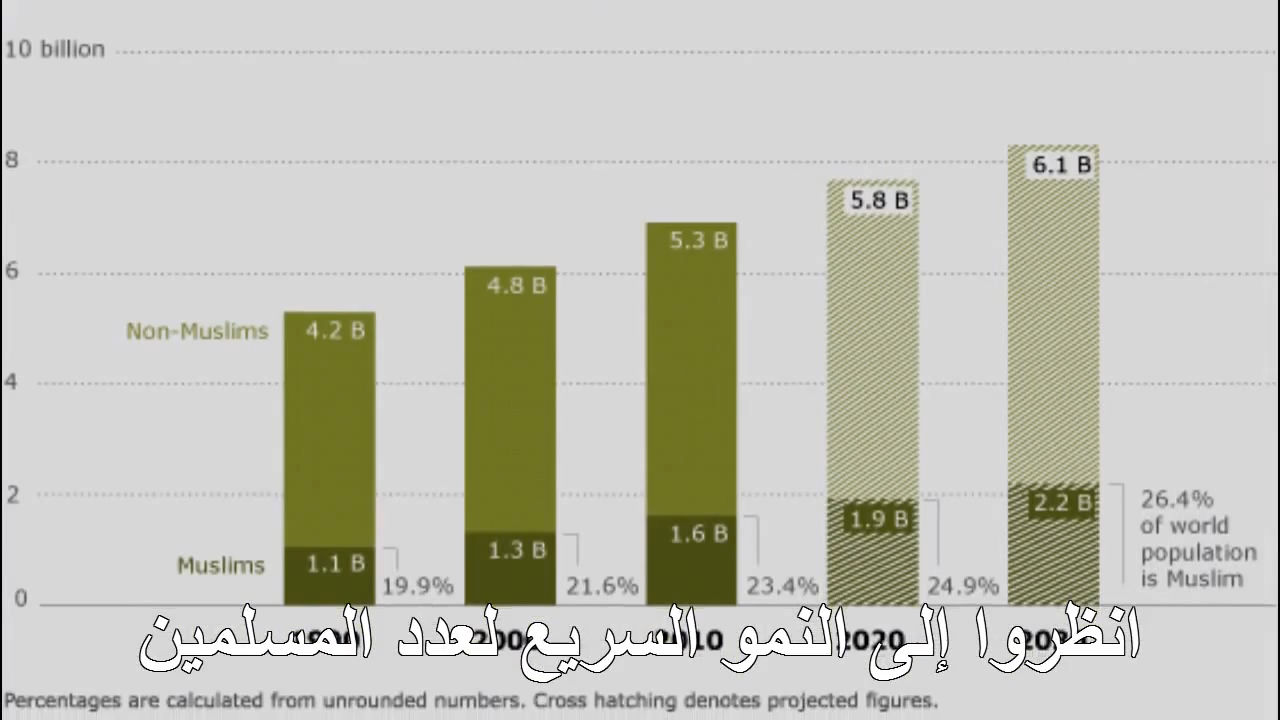 10 billion
8
6.1 B
5.8 B
6
5.3 B
4.8 B
Non-Muslims
4.2 B
4
2
2.2 B
26.4%
of world
population
is Muslim
1.9 B
1.6 B
1.3 B
Muslims
1.1 B
19.9%
21.6%
23.4%
24.9%
0
2020
انظروا إلى النمو السريع لعدد المسلمين
Percentages are calculated from unrounded numbers. Cross hatching denotes projected figures.